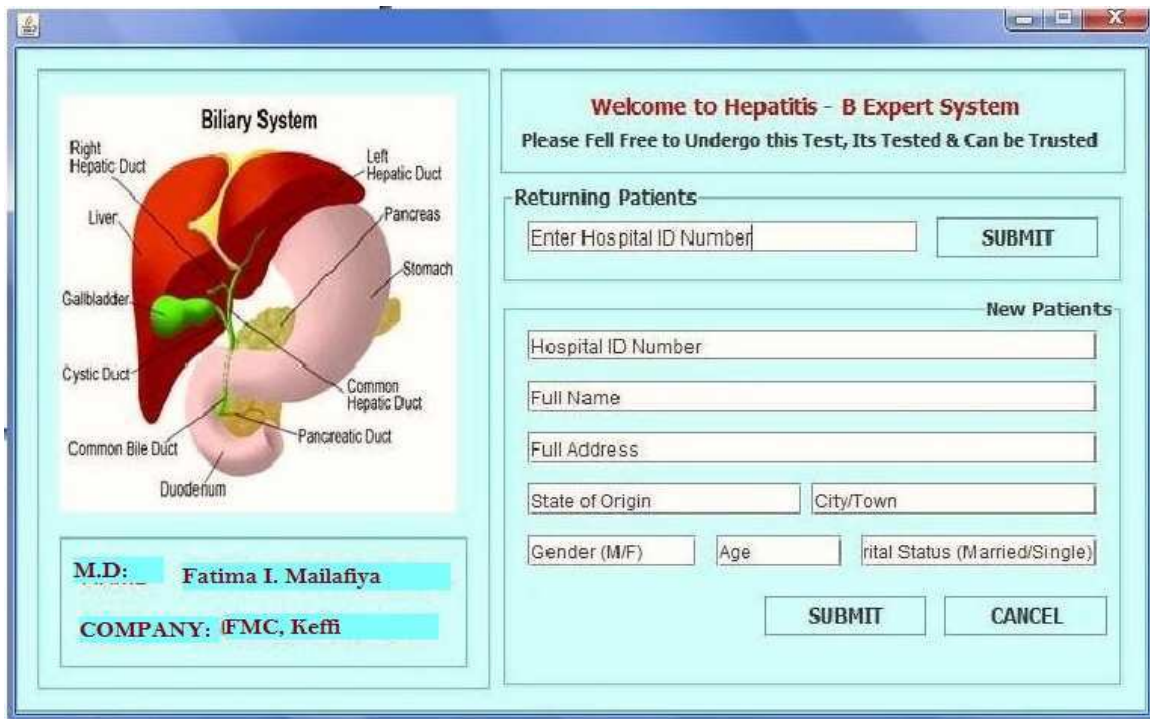 Biliary System
Right
Hepatic Duct
Left
Hepatic Duct
Liver
Pancreas
Stomach
Gallbladder
Cystic Duct
Common
Hepatic Duct
Common Bile Duct
Pancreatic Duct
Duodenum
M.D: Fatima I. Mailafiya
COMPANY: FMC, Keffi
Welcome to Hepatitis - B Expert System
Please Fell Free to Undergo this Test, Its Tested & Can be Trusted
Returning Patients
Enter Hospital ID Number SUBMIT
New Patients
Hospital ID Number
Full Name
Full Address
State of Origin City/Town
Gender (M/F) Age rital Status (Married/Single)
SUBMIT CANCEL